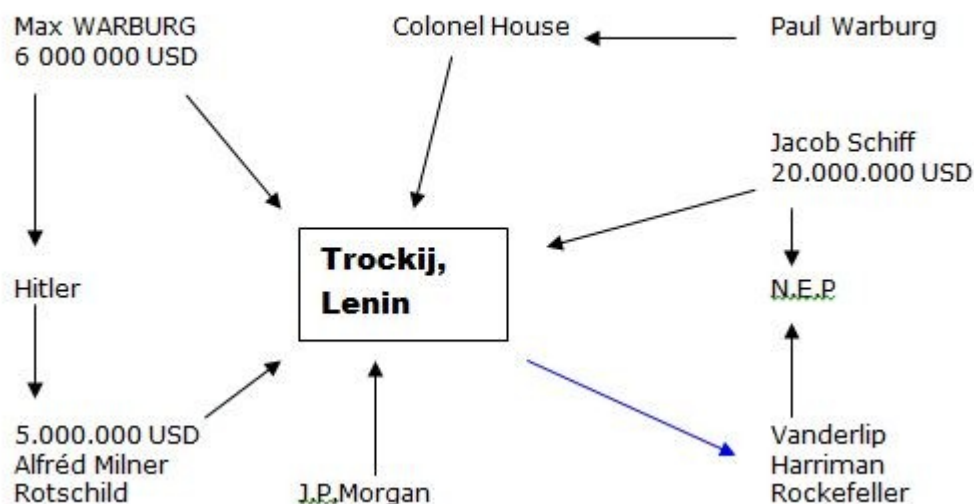 Max WARBURG
6 000 000 USD
Colonel House
Paul Warburg
Jacob Schiff
20.000.000 USD
Trockij,
Lenin
Hitler
N.E.P
5.000.000 USD
Alfréd Milner
Rotschild
J.P.Morgan
Vanderlip
Harriman
Rockefeller